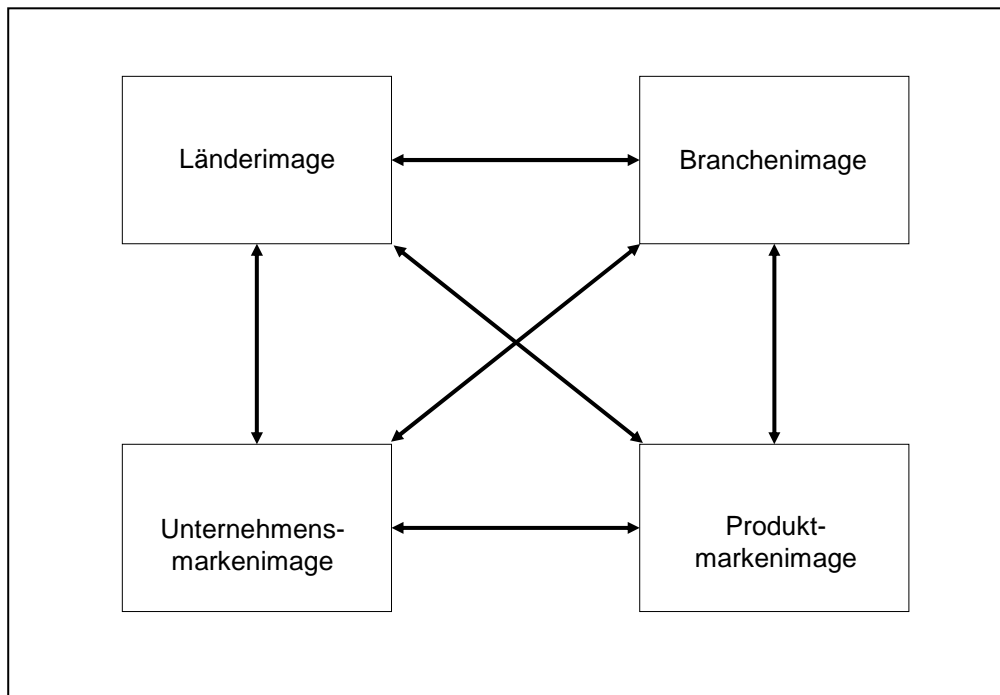 Länderimage
Branchenimage
Unternehmens-
markenimage
Produkt-
markenimage